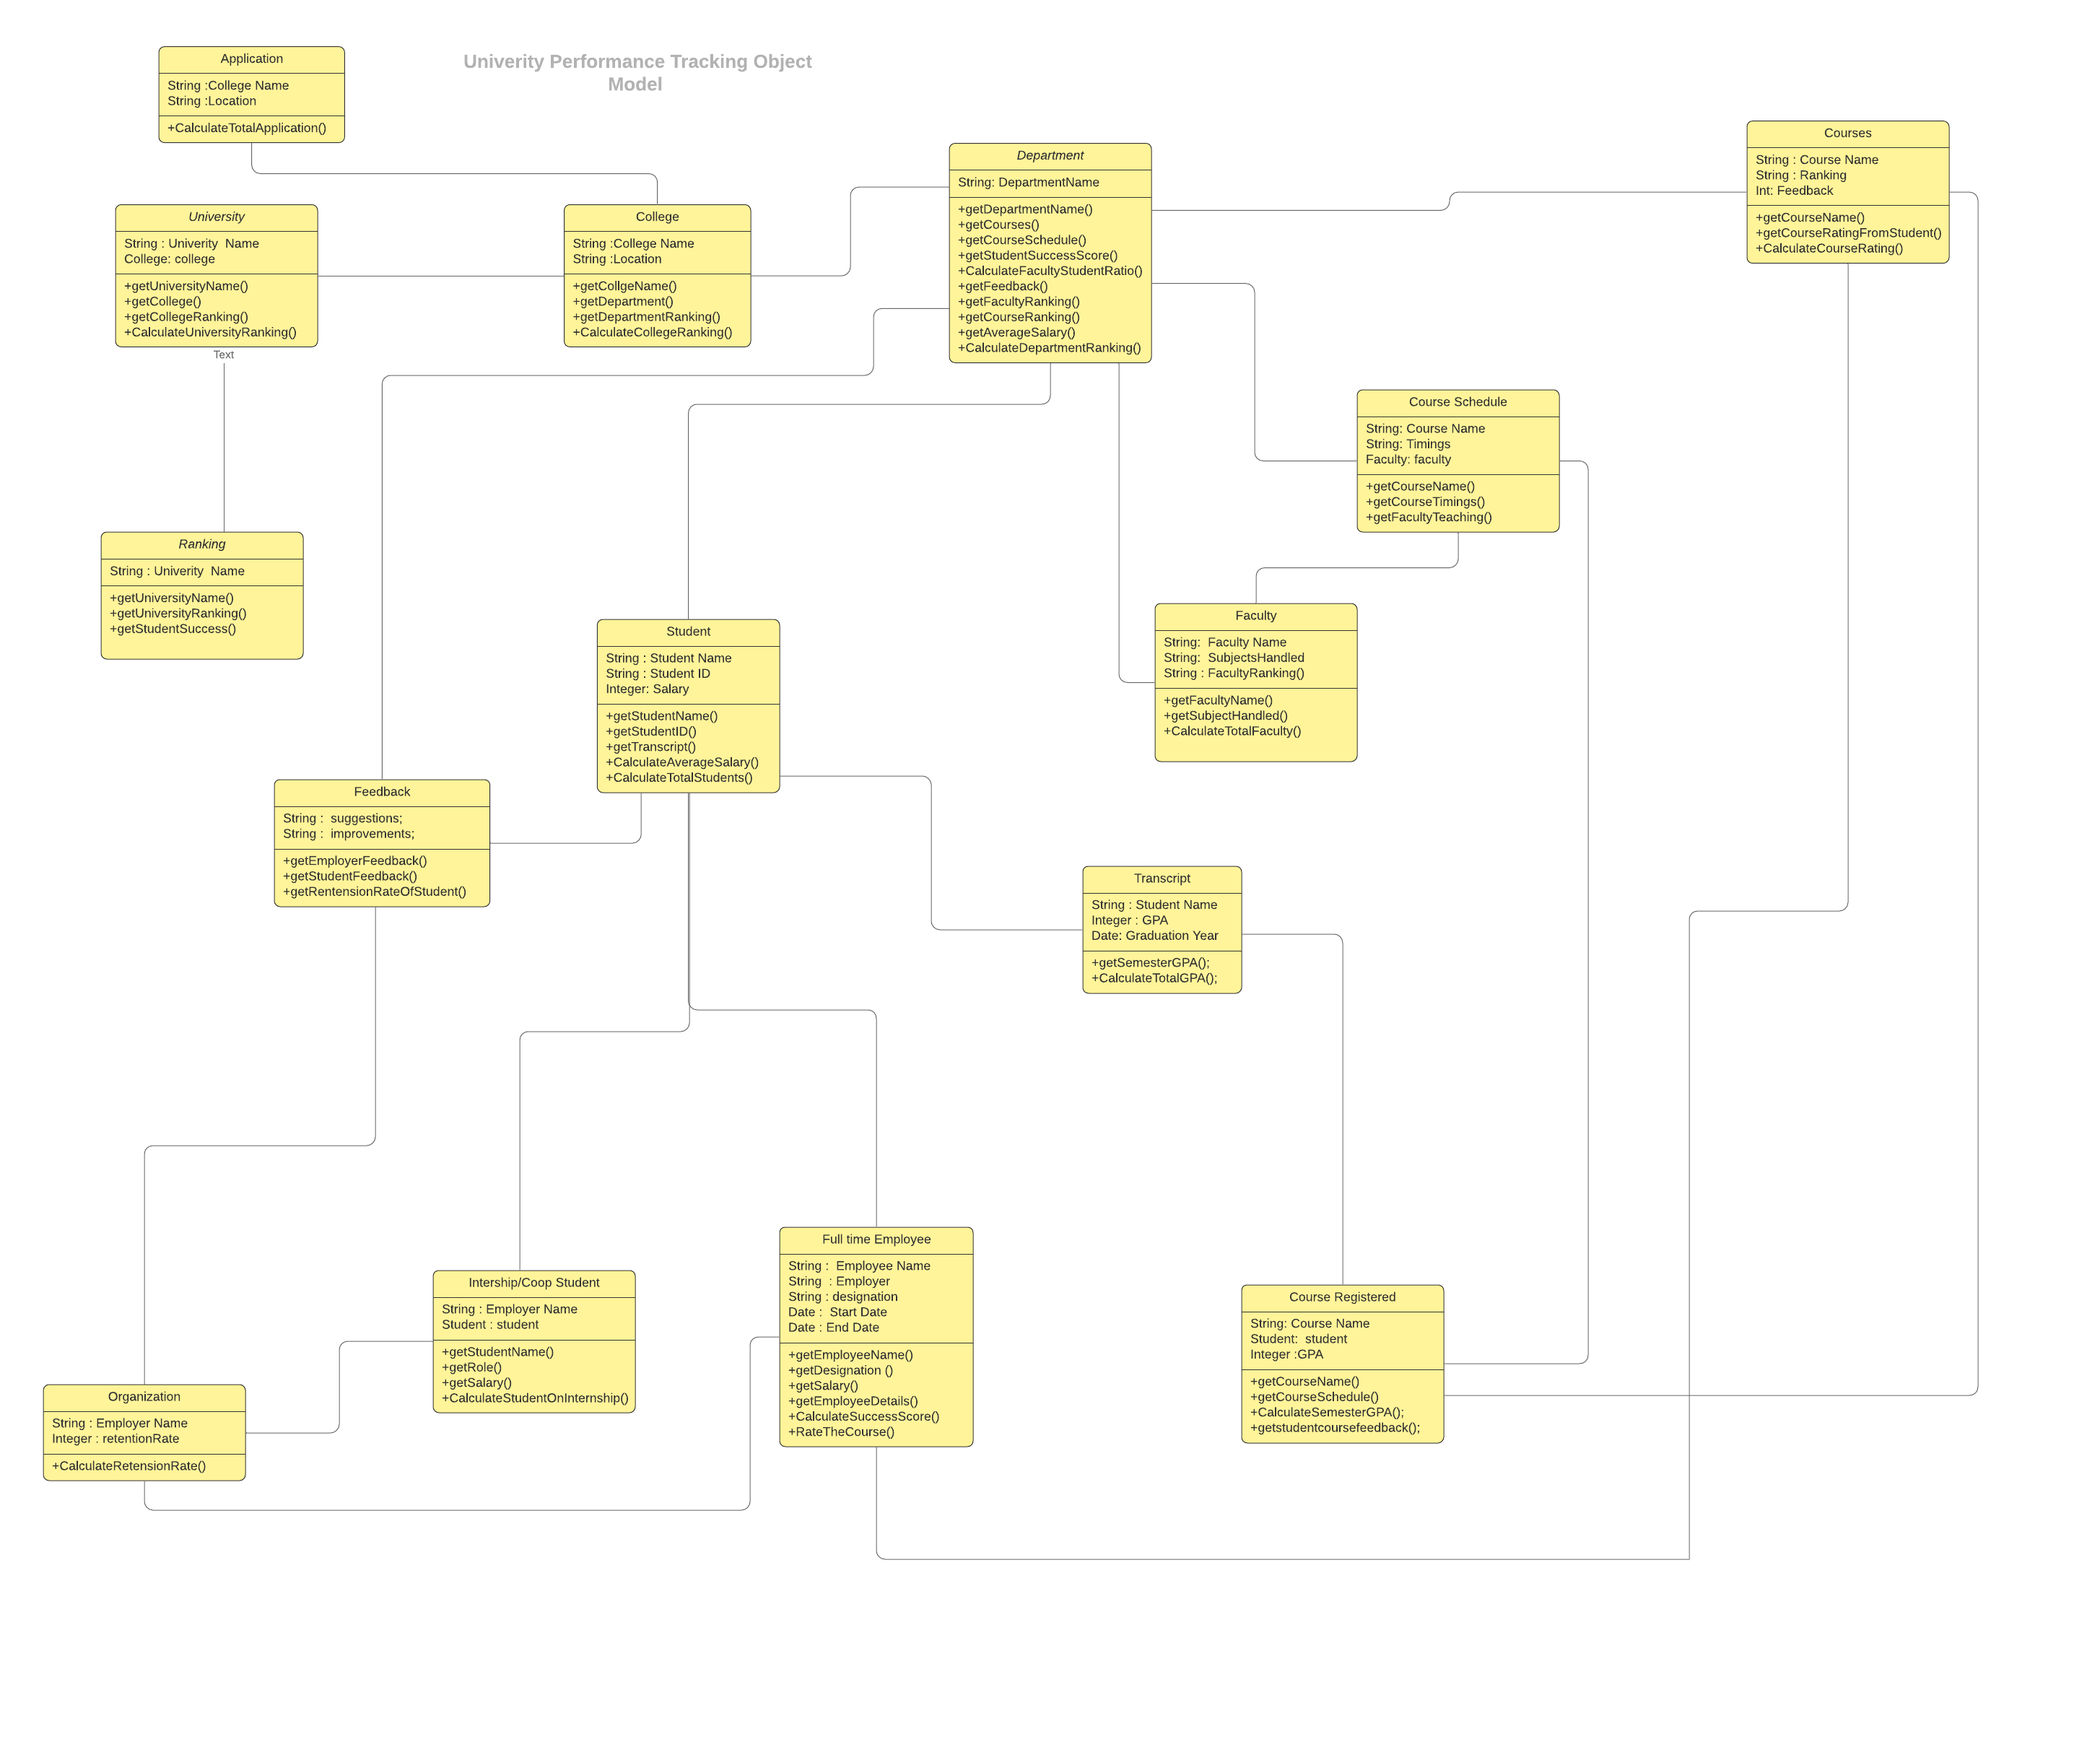 Univerity Performance Tracking Object
Model
Application
String :College Name
String :Location
+CalculateTotalApplication()
University
String : Univerity  Name
College: college
+getUniversityName()
+getCollege()
+getCollegeRanking()
+CalculateUniversityRanking()
Text
College
String :College Name
String :Location
+getCollgeName()
+getDepartment()
+getDepartmentRanking()
+CalculateCollegeRanking()
Department
String: DepartmentName
+getDepartmentName()
+getCourses()
+getCourseSchedule()
+getStudentSuccessScore()
+CalculateFacultyStudentRatio()
+getFeedback()
+getFacultyRanking()
+getCourseRanking()
+getAverageSalary()
+CalculateDepartmentRanking()
Courses
String : Course Name
String : Ranking
Int: Feedback
+getCourseName()
+getCourseRatingFromStudent()
+CalculateCourseRating()
Course Schedule
String: Course Name
String: Timings
Faculty: faculty
+getCourseName()
+getCourseTimings()
+getFacultyTeaching()
Ranking
String : Univerity  Name
+getUniversityName()
+getUniversityRanking()
+getStudentSuccess()
Student
String : Student Name
String : Student ID
Integer: Salary
+getStudentName()
+getStudentID()
+getTranscript()
+CalculateAverageSalary()
+CalculateTotalStudents()
Faculty
String:  Faculty Name
String:  SubjectsHandled
String : FacultyRanking()
+getFacultyName()
+getSubjectHandled()
+CalculateTotalFaculty()
Feedback
String :  suggestions;
String :  improvements;
+getEmployerFeedback()
+getStudentFeedback()
+getRentensionRateOfStudent()
Transcript
String : Student Name
Integer : GPA
Date: Graduation Year
+getSemesterGPA();
+CalculateTotalGPA();
Full time Employee
String :  Employee Name
String  : Employer
String : designation
Date :  Start Date
Date : End Date
+getEmployeeName()
+getDesignation ()
+getSalary()
+getEmployeeDetails()
+CalculateSuccessScore()
+RateTheCourse()
Intership/Coop Student
String : Employer Name
Student : student
+getStudentName()
+getRole()
+getSalary()
+CalculateStudentOnInternship()
Course Registered
String: Course Name
Student:  student
Integer :GPA
+getCourseName()
+getCourseSchedule()
+CalculateSemesterGPA();
+getstudentcoursefeedback();
Organization
String : Employer Name
Integer : retentionRate
+CalculateRetensionRate()